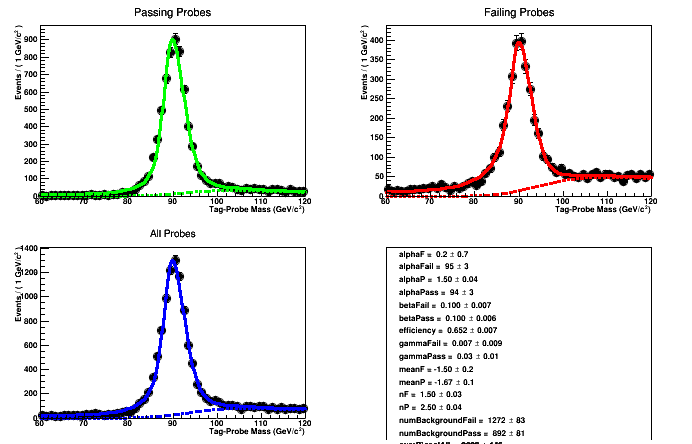 Passing Probes
Events / ( 1 GeV/c² )
900
800
700
600
500
400
300
200
100
0
60 70 80 90 100 110 120
Tag-Probe Mass (GeV/c²)
Failing Probes
Events / ( 1 GeV/c² )
400
350
300
250
200
150
100
50
0
60 70 80 90 100 110 120
Tag-Probe Mass (GeV/c²)
All Probes
Events / ( 1 GeV/c² )
1400
1200
1000
800
600
400
200
0
60 70 80 90 100 110 120
Tag-Probe Mass (GeV/c²)
alphaF = 0.2 ± 0.7
alphaFail = 95 ± 3
alphaP = 1.50 ± 0.04
alphaPass = 94 ± 3
betaFail = 0.100 ± 0.007
betaPass = 0.100 ± 0.006
efficiency = 0.652 ± 0.007
gammaFail = 0.007 ± 0.009
gammaPass = 0.03 ± 0.01
meanF = -1.50 ± 0.2
meanP = -1.67 ± 0.1
nF = 1.50 ± 0.03
nP = 2.50 ± 0.04
numBackgroundFail = 1272 ± 83
numBackgroundPass = 892 ± 81